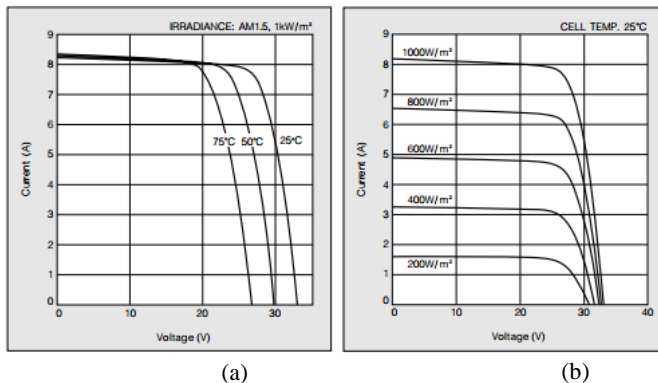 IRRADIANCE: AM1.5, 1kW/m²
9
8
7
6
5
4
3
2
1
0
Current (A)
75℃ 50℃ 25℃
0 10 20 30
Voltage (V)
(a)
CELL TEMP. 25℃
9
8
7
6
5
4
3
2
1
0
Current (A)
1000W/m²
800W/m²
600W/m²
400W/m²
200W/m²
0 10 20 30 40
Voltage (V)
(b)